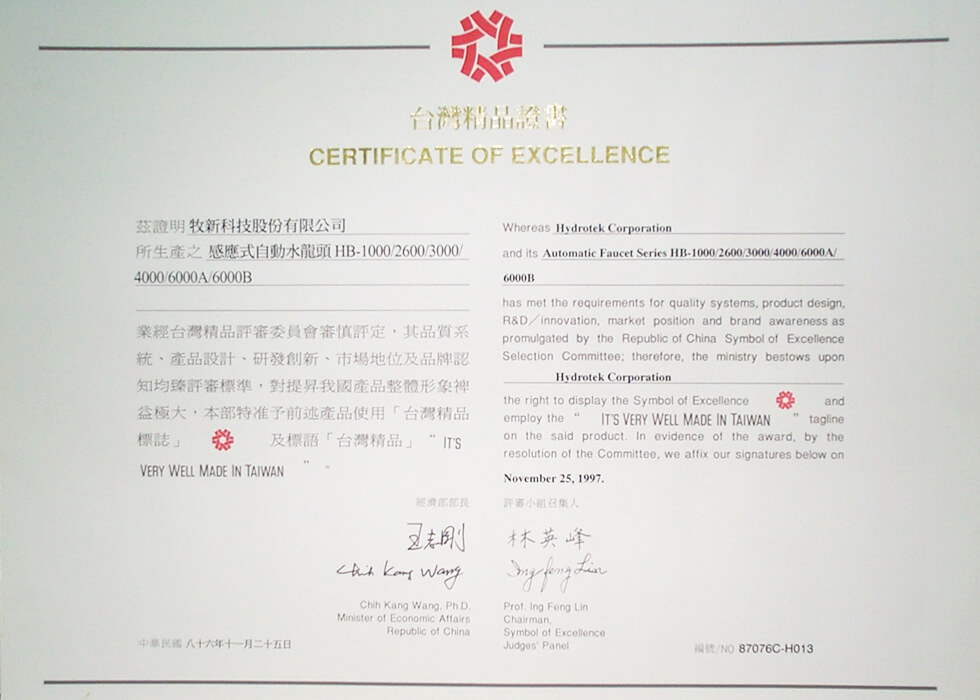 台灣精品證書
CERTIFICATE OF EXCELLENCE
茲證明 牧新科技股份有限公司
所生產之 感應式自動水龍頭 HB-1000/2600/3000/
4000/6000A/6000B
業經台灣精品評審委員會審慎評定，其品質系
統、產品設計、研發創新、市場地位及品牌認
知均臻評審標準，對提昇我國產品整體形象裨
益極大，本部特准予前述產品使用「台灣精品
標誌」 及標語「台灣精品」 “ IT'S
VERY WELL MADE IN TAIWAN ” 。
Whereas Hydrotek Corporation
and its Automatic Faucet Series HB-1000/2600/3000/4000/6000A/
6000B
has met the requirements for quality systems, product design,
R&D/innovation, market position and brand awareness as
promulgated by the Republic of China Symbol of Excellence
Selection Committee; therefore, the ministry bestows upon
Hydrotek Corporation
the right to display the Symbol of Excellence and
employ the “ IT'S VERY WELL MADE IN TAIWAN ” tagline
on the said product. In evidence of the award, by the
resolution of the Committee, we affix our signatures below on
November 25, 1997.
經濟部部長
王志剛
Chih Kang Wang
Chih Kang Wang, Ph.D.
Minister of Economic Affairs
Republic of China
評審小組召集人
林英峰
Ing feng Lin
Prof. Ing Feng Lin
Chairman,
Symbol of Excellence
Judges' Panel
中華民國 八十六年十一月二十五日
編號/NO 87076C-H013